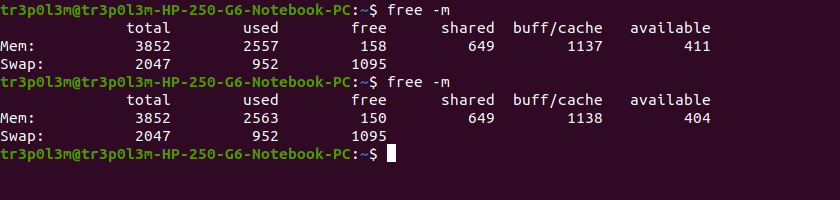 tr3p0l3m@tr3p0l3m-HP-250-G6-Notebook-PC:~$ free -m
              total        used        free      shared  buff/cache   available
Mem:           3852        2557         158         649        1137         411
Swap:          2047         952        1095
tr3p0l3m@tr3p0l3m-HP-250-G6-Notebook-PC:~$ free -m
              total        used        free      shared  buff/cache   available
Mem:           3852        2563         150         649        1138         404
Swap:          2047         952        1095
tr3p0l3m@tr3p0l3m-HP-250-G6-Notebook-PC:~$